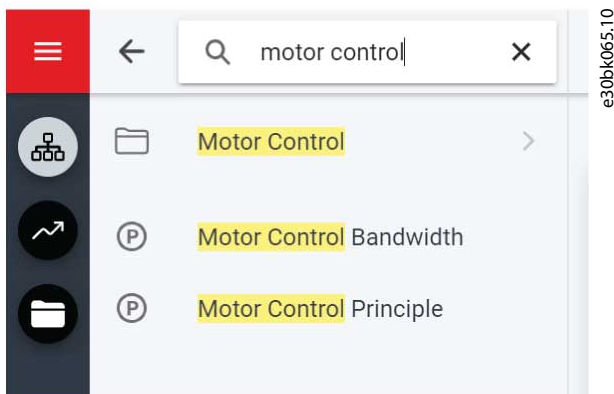 motor control
Motor Control
P Motor Control Bandwidth
P Motor Control Principle
e30bk065.10